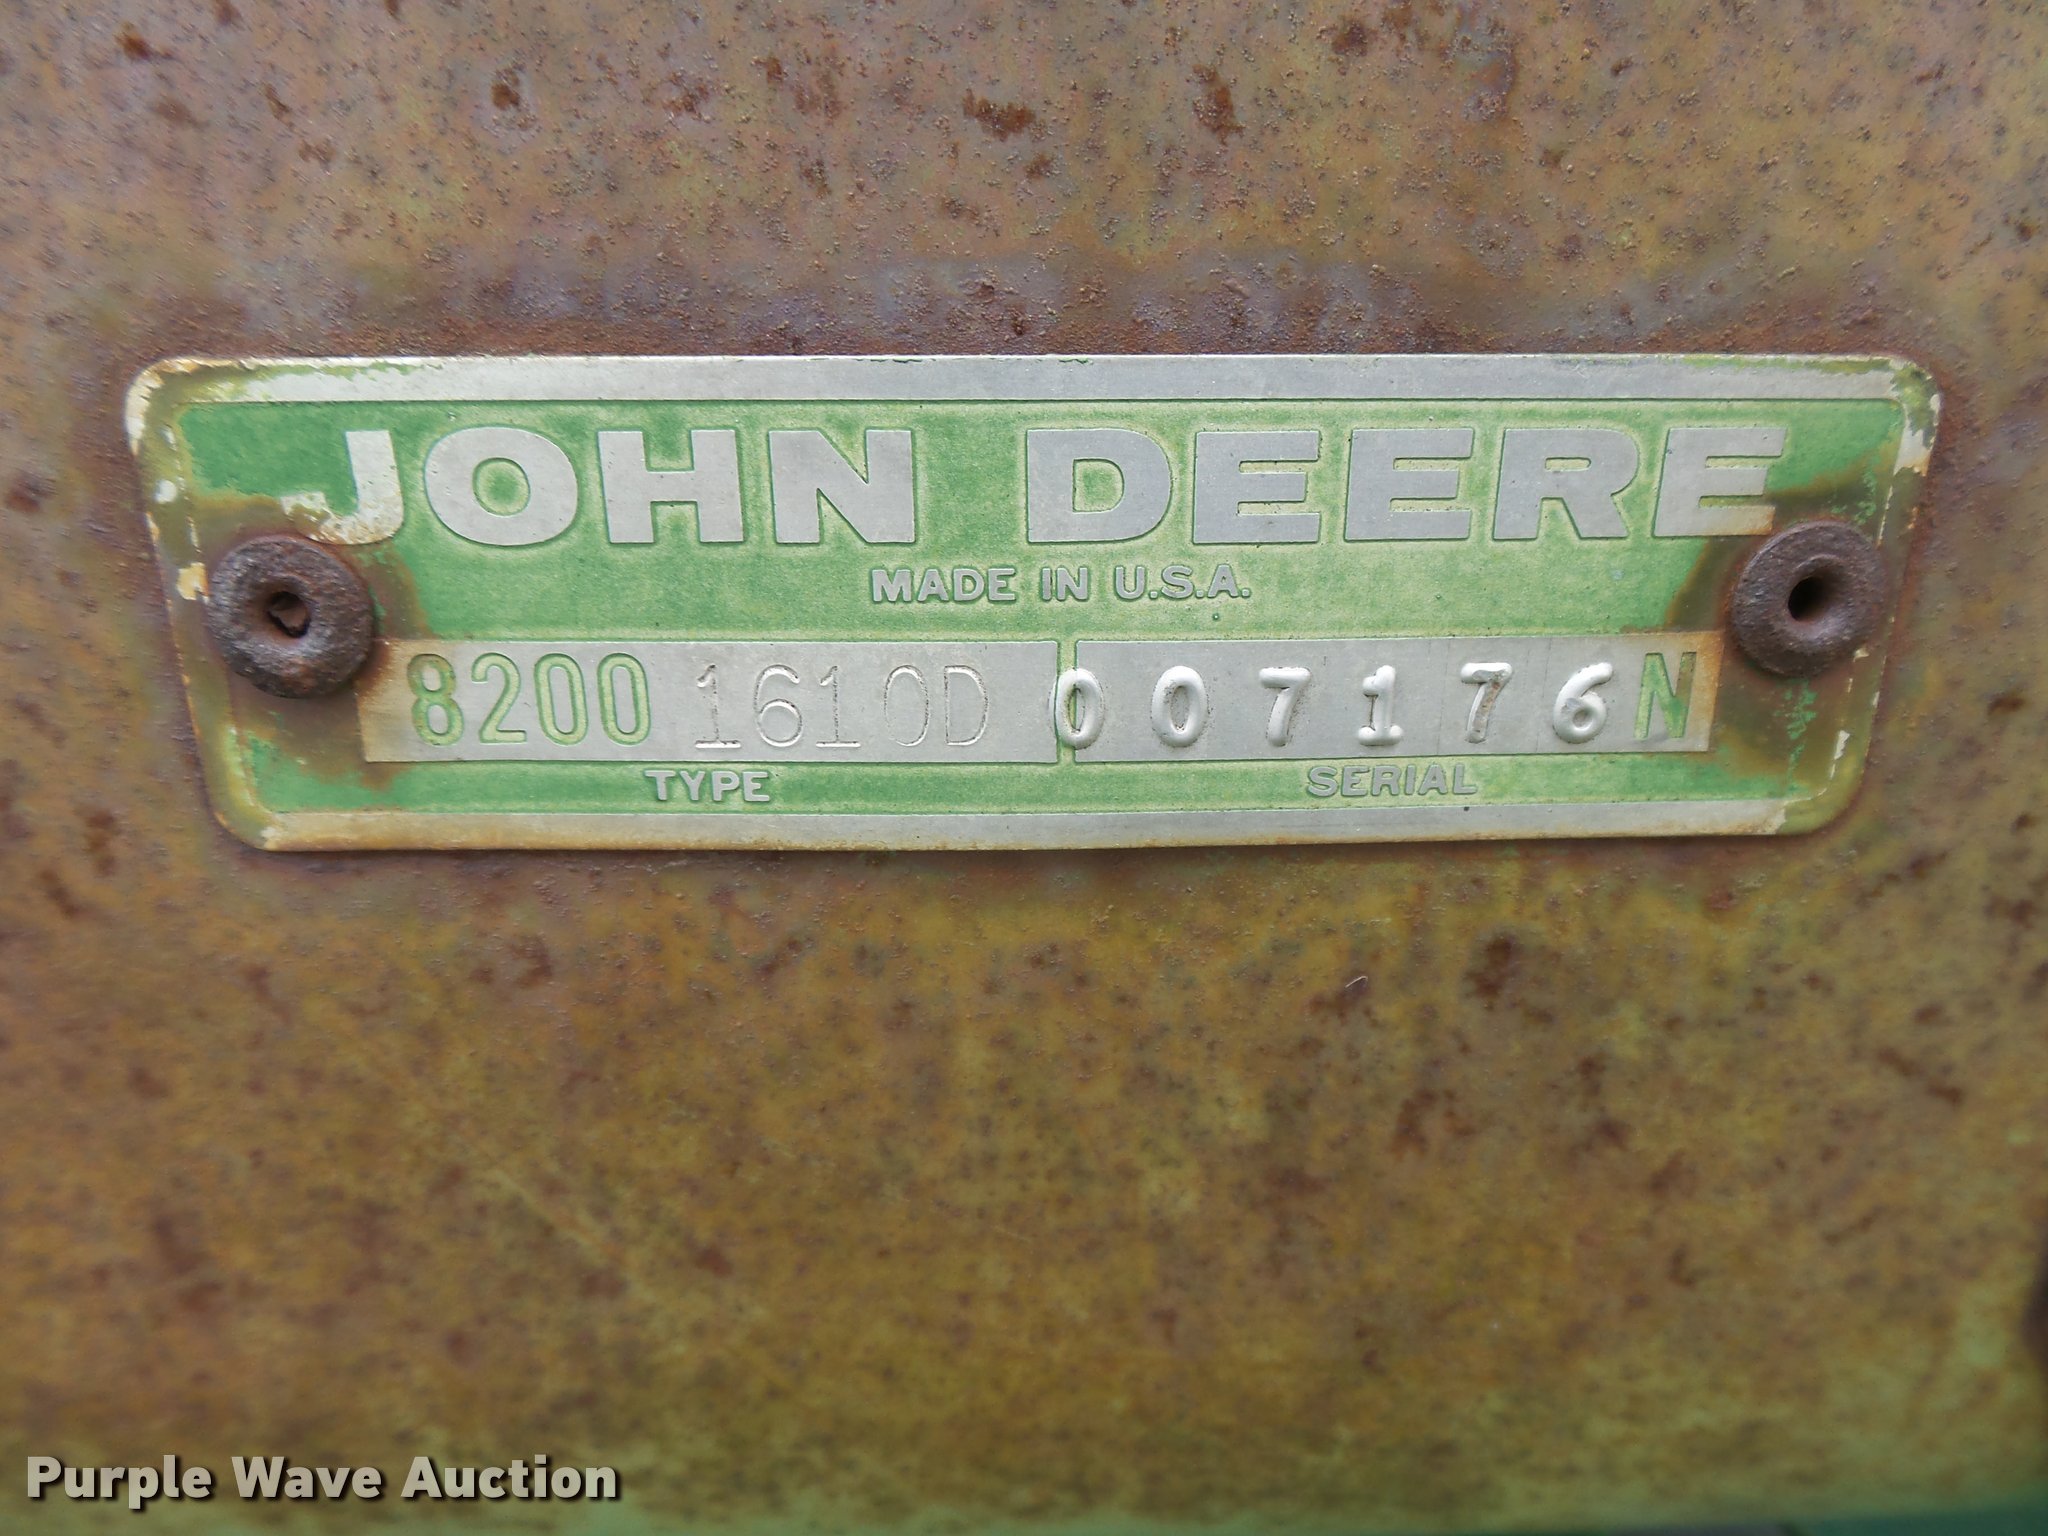 JOHN DEERE
MADE IN U.S.A.
8200 1610D 007176N
TYPE SERIAL
Purple Wave Auction